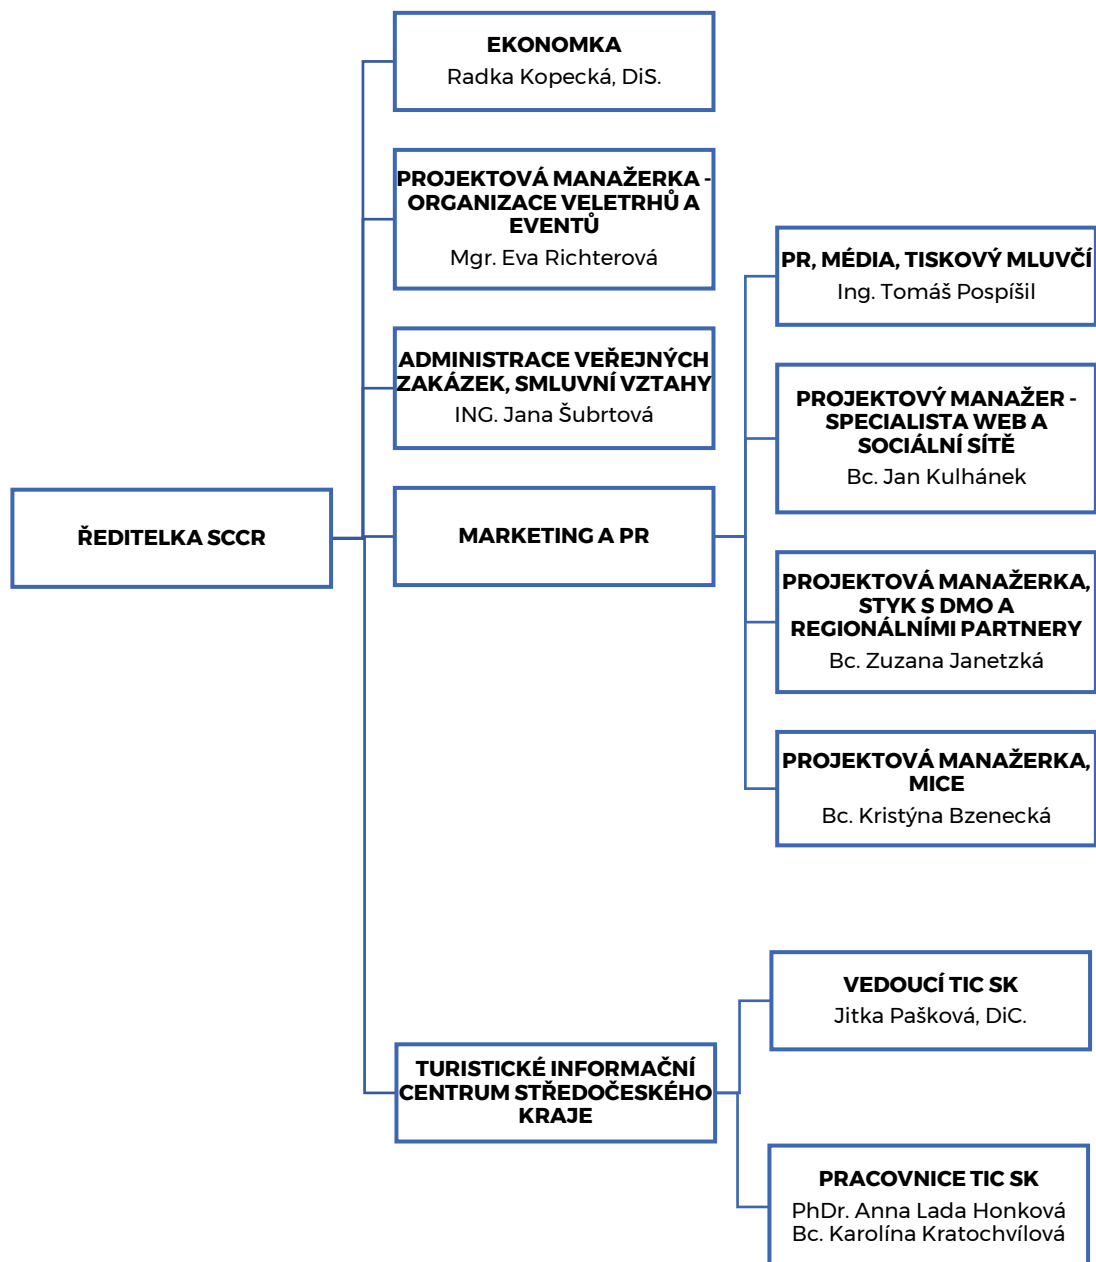 EKONOMKA
Radka Kopecká, DiS.
PROJEKTOVÁ MANAŽERKA -
ORGANIZACE VELETRHŮ A
EVENTŮ
Mgr. Eva Richterová
ADMINISTRACE VEŘEJNÝCH
ZAKÁZEK, SMLUVNÍ VZTAHY
ING. Jana Šubrtová
ŘEDITELKA SCCR
MARKETING A PR
PR, MÉDIA, TISKOVÝ MLUVČÍ
Ing. Tomáš Pospíšil
PROJEKTOVÝ MANAŽER -
SPECIALISTA WEB A
SOCIÁLNÍ SÍTĚ
Bc. Jan Kulhánek
PROJEKTOVÁ MANAŽERKA,
STYK S DMO A
REGIONÁLNÍMI PARTNERY
Bc. Zuzana Janetzká
PROJEKTOVÁ MANAŽERKA,
MICE
Bc. Kristýna Bzenecká
TURISTICKÉ INFORMAČNÍ
CENTRUM STŘEDOČESKÉHO
KRAJE
VEDOUCÍ TIC SK
Jitka Pašková, DiC.
PRACOVNICE TIC SK
PhDr. Anna Lada Honková
Bc. Karolína Kratochvílová